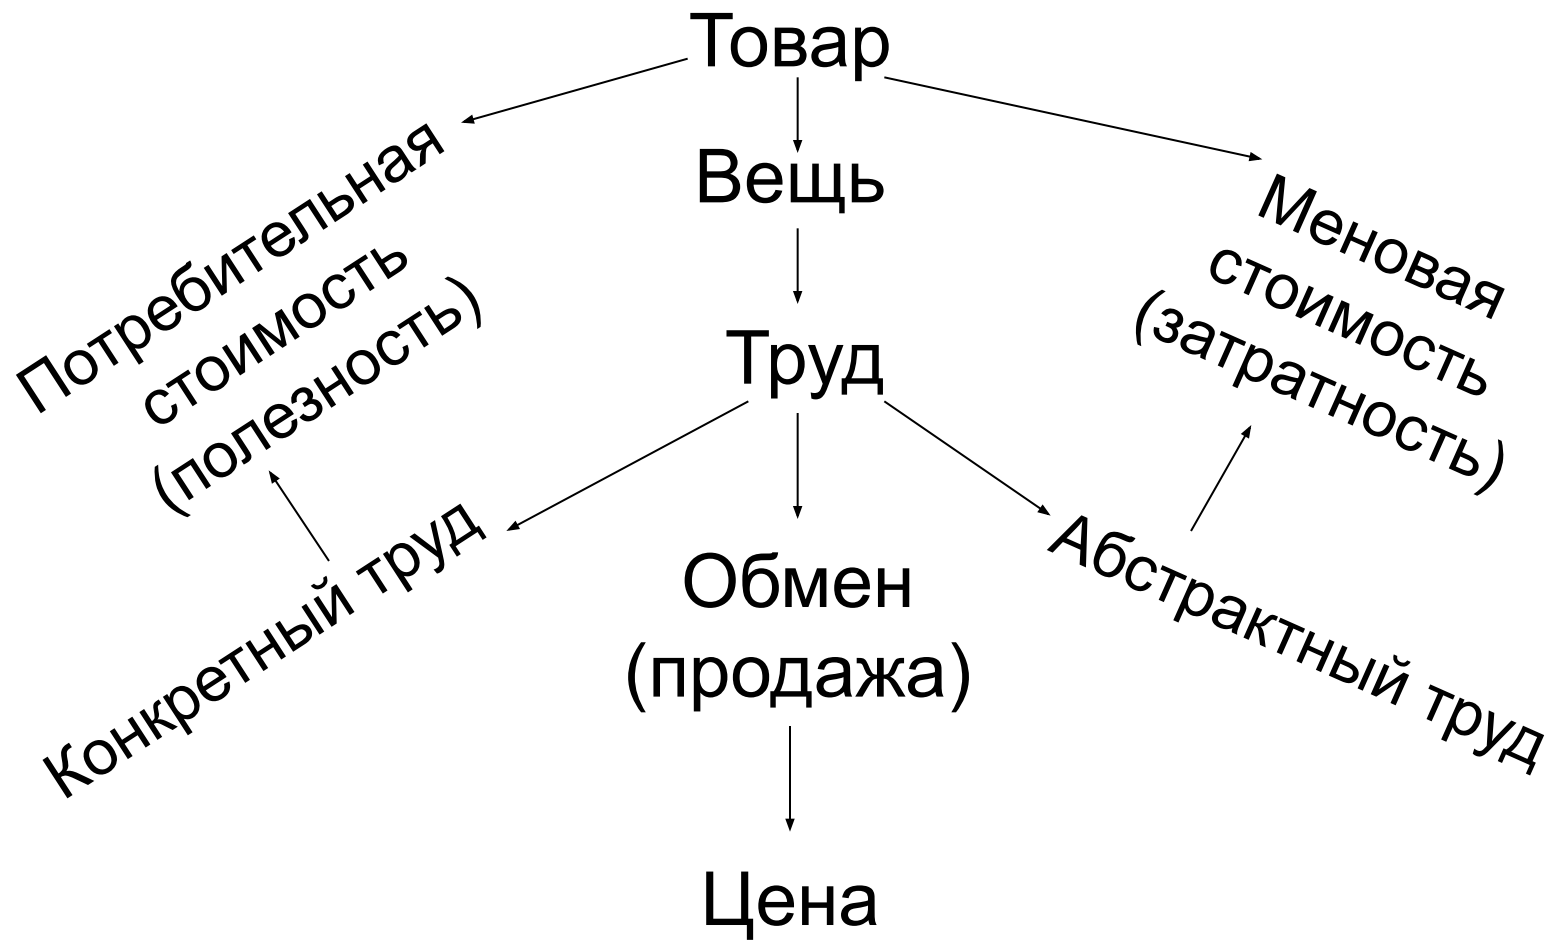 Товар
Вещь
Потребительная
стоимость
(полезность)
Меновая
стоимость
(затратность)
Труд
Конкретный труд
Обмен
(продажа)
Абстрактный труд
Цена